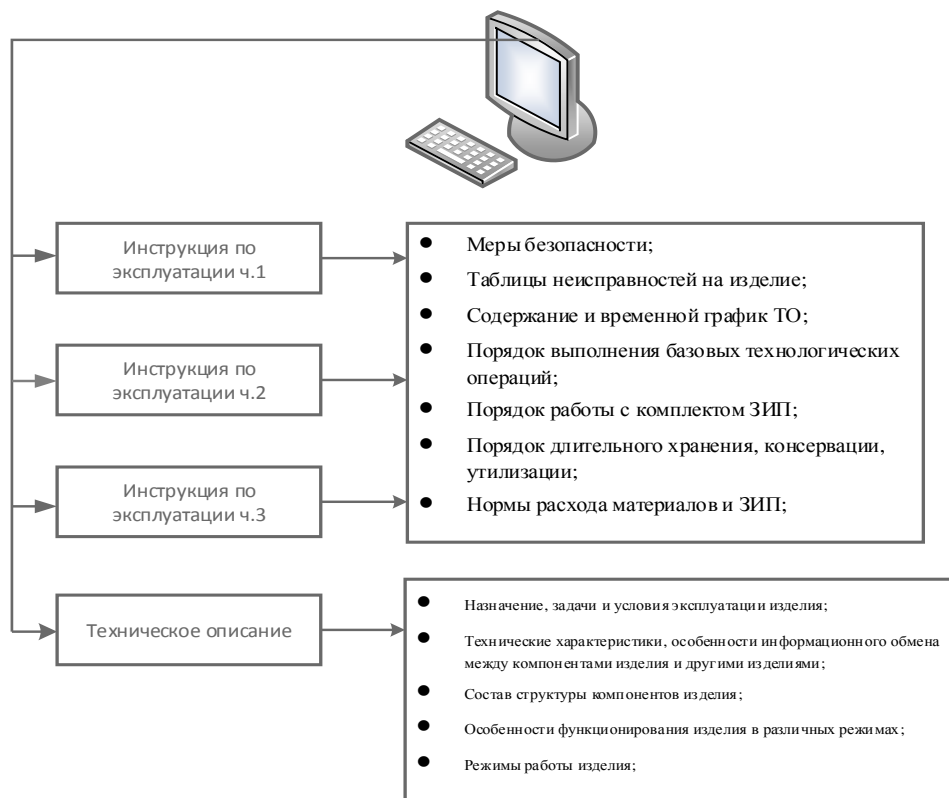 Инструкция по
эксплуатации ч.1
Меры безопасности;
Таблицы неисправностей на изделие;
Содержание и временной график ТО;
Инструкция по
эксплуатации ч.2
Порядок выполнения базовых технологических
операций;
Порядок работы с комплектом ЗИП;
Порядок длительного хранения, консервации,
утилизации;
Инструкция по
эксплуатации ч.3
Нормы расхода материалов и ЗИП;
Техническое описание
Назначение, задачи и условия эксплуатации изделия;
Технические характеристики, особенности информационного обмена
между компонентами изделия и другими изделиями;
Состав структуры компонентов изделия;
Особенности функционирования изделия в различных режимах;
Режимы работы изделия;